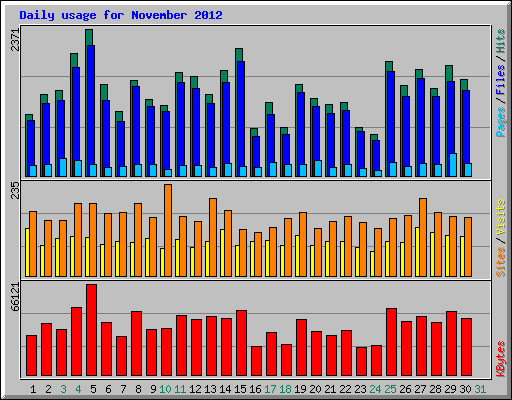 Daily usage for November 2012
2371
Pages / Files / Hits
235
Sites / Visits
66121
KBytes
1 2 3 4 5 6 7 8 9 10 11 12 13 14 15 16 17 18 19 20 21 22 23 24 25 26 27 28 29 30 31